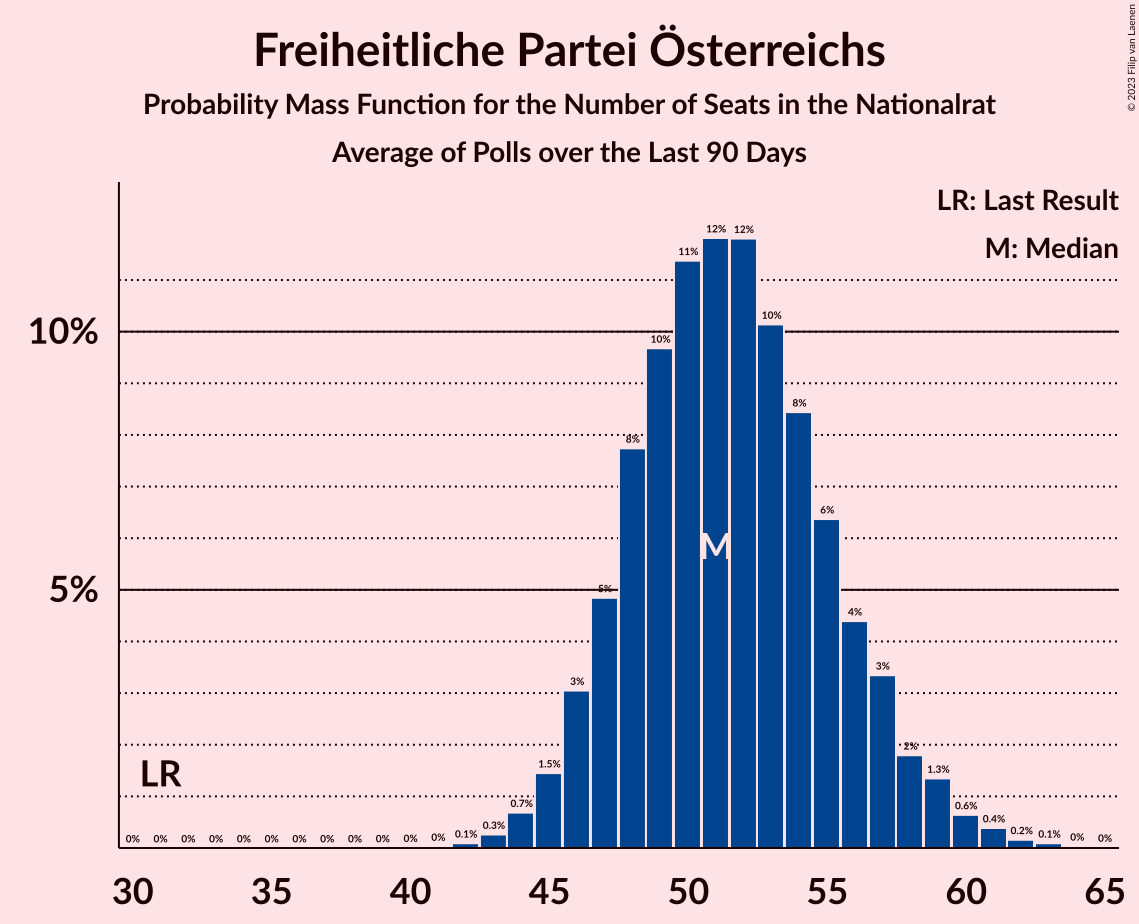 Freiheitliche Partei Österreichs
Probability Mass Function for the Number of Seats in the Nationalrat
Average of Polls over the Last 90 Days
© 2023 Filip van Laenen
LR: Last Result
M: Median
10%
5%
LR
M
0% 0% 0% 0% 0% 0% 0% 0% 0% 0% 0% 0% 0.1% 0.3% 0.7% 1.5% 3% 5% 8% 10% 11% 12% 12% 10% 8% 6% 4% 3% 2% 1.3% 0.6% 0.4% 0.2% 0.1% 0% 0%
30 35 40 45 50 55 60 65